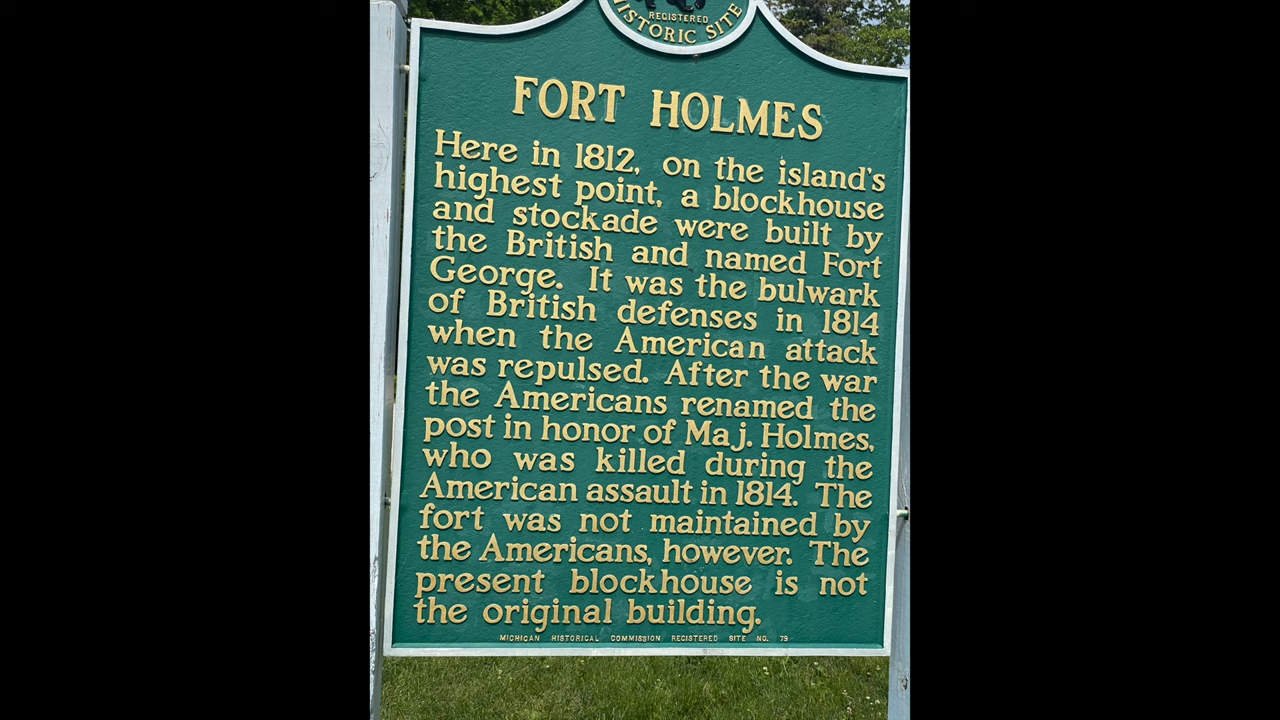 REGISTERED
HISTORIC SITE
FORT HOLMES
Here in 1812, on the island's
highest point, a blockhouse
and stockade were built by
the British and named Fort
George. It was the bulwark
of British defenses in 1814
when the American attack
was repulsed. After the war
the Americans renamed the
post in honor of Maj. Holmes,
who was killed during the
American assault in 1814. The
fort was not maintained by
the Americans, however. The
present blockhouse is not
the original building.
MICHIGAN HISTORICAL COMMISSION REGISTERED SITE NO. 79